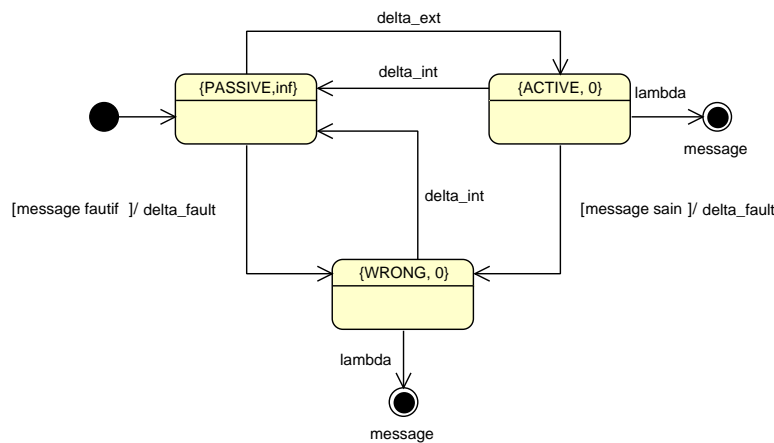 delta_ext
delta_int
{PASSIVE,inf}
{ACTIVE, 0}
lambda
message
delta_int
[message fautif ]/ delta_fault
[message sain ]/ delta_fault
{WRONG, 0}
lambda
message